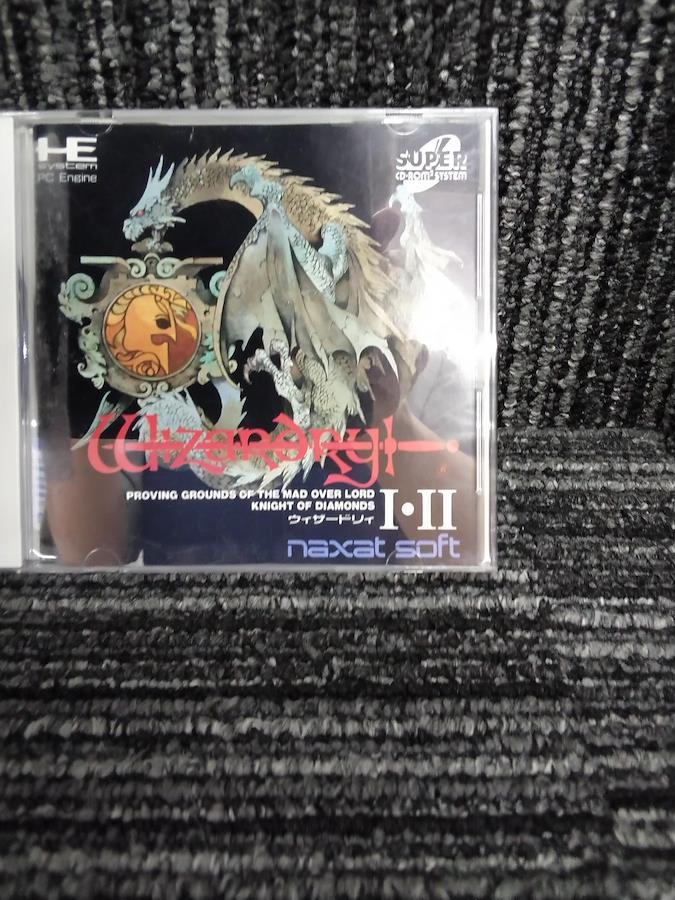 HE
system
PC Engine
SUPER
CD-ROM² SYSTEM
Wizardry
PROVING GROUNDS OF THE MAD OVER LORD
KNIGHT OF DIAMONDS
ウィザードリィ
I・II
naxat soft